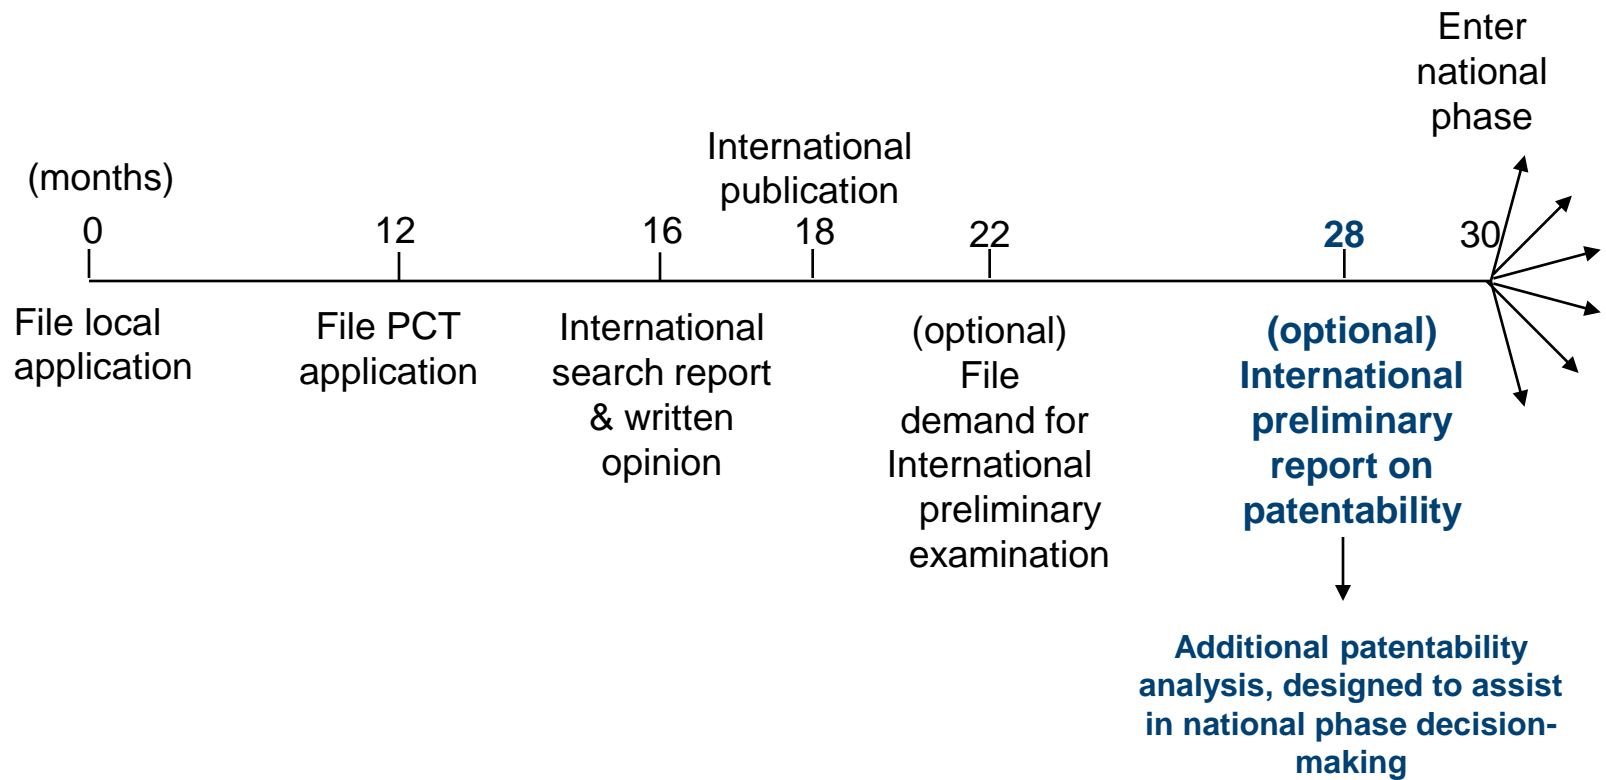 Enter
national
phase
International
publication
(months)
0
12
16
18
22
28
30
File local
application
File PCT
application
International
search report
& written
opinion
(optional)
File
demand for
International
preliminary
examination
(optional)
International
preliminary
report on
patentability
Additional patentability
analysis, designed to assist
in national phase decision-
making